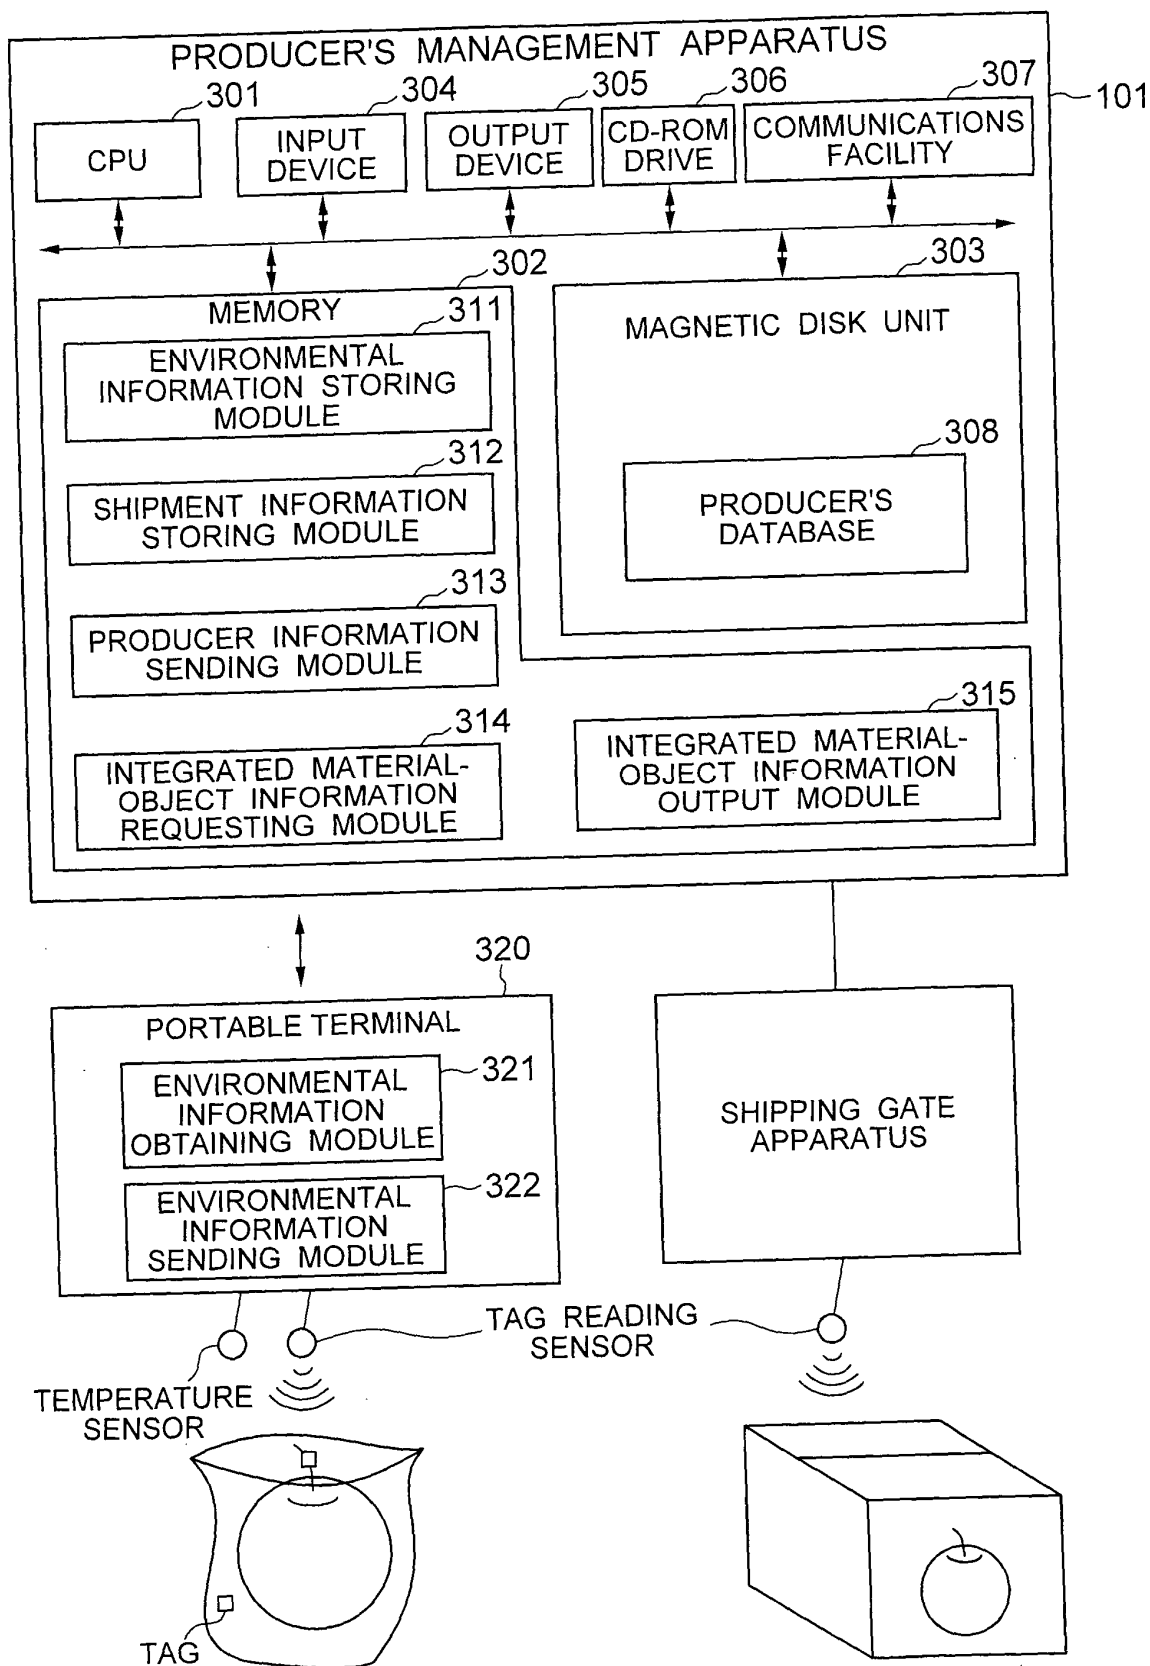 PRODUCER'S MANAGEMENT APPARATUS
101
301
304
305
306
307
CPU
INPUT
DEVICE
OUTPUT
DEVICE
CD-ROM
DRIVE
COMMUNICATIONS
FACILITY
302
303
MEMORY
311
ENVIRONMENTAL
INFORMATION STORING
MODULE
MAGNETIC DISK UNIT
312
SHIPMENT INFORMATION
STORING MODULE
308
PRODUCER'S
DATABASE
313
PRODUCER INFORMATION
SENDING MODULE
314
INTEGRATED MATERIAL-
OBJECT INFORMATION
REQUESTING MODULE
315
INTEGRATED MATERIAL-
OBJECT INFORMATION
OUTPUT MODULE
320
PORTABLE TERMINAL
321
ENVIRONMENTAL
INFORMATION
OBTAINING MODULE
322
ENVIRONMENTAL
INFORMATION
SENDING MODULE
SHIPPING GATE
APPARATUS
TAG READING
SENSOR
TEMPERATURE
SENSOR
TAG